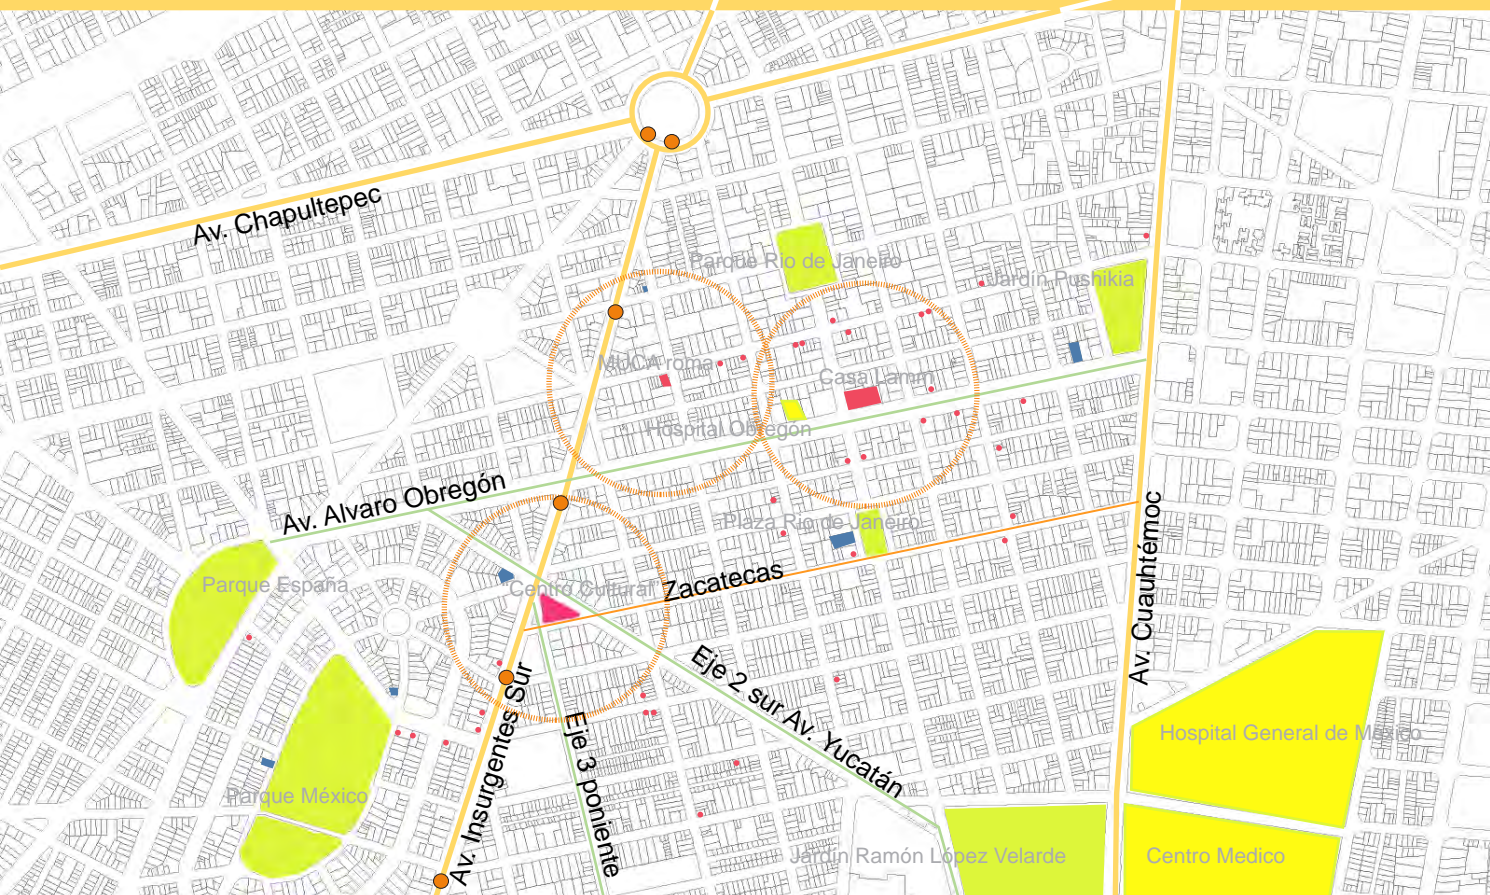 Av. Chapultepec
Parque Rio de Janeiro
Jardín Pushikia
MUCA roma
Casa Lamm
Hospital Obregón
Av. Alvaro Obregón
Plaza Rio de Janeiro
Parque España
"Centro Cultural"
Zacatecas
Av. Cuauhtémoc
Eje 2 sur Av. Yucatán
Av. Insurgentes Sur
Eje 3 poniente
Hospital General de México
Parque México
Jardín Ramón López Velarde
Centro Medico